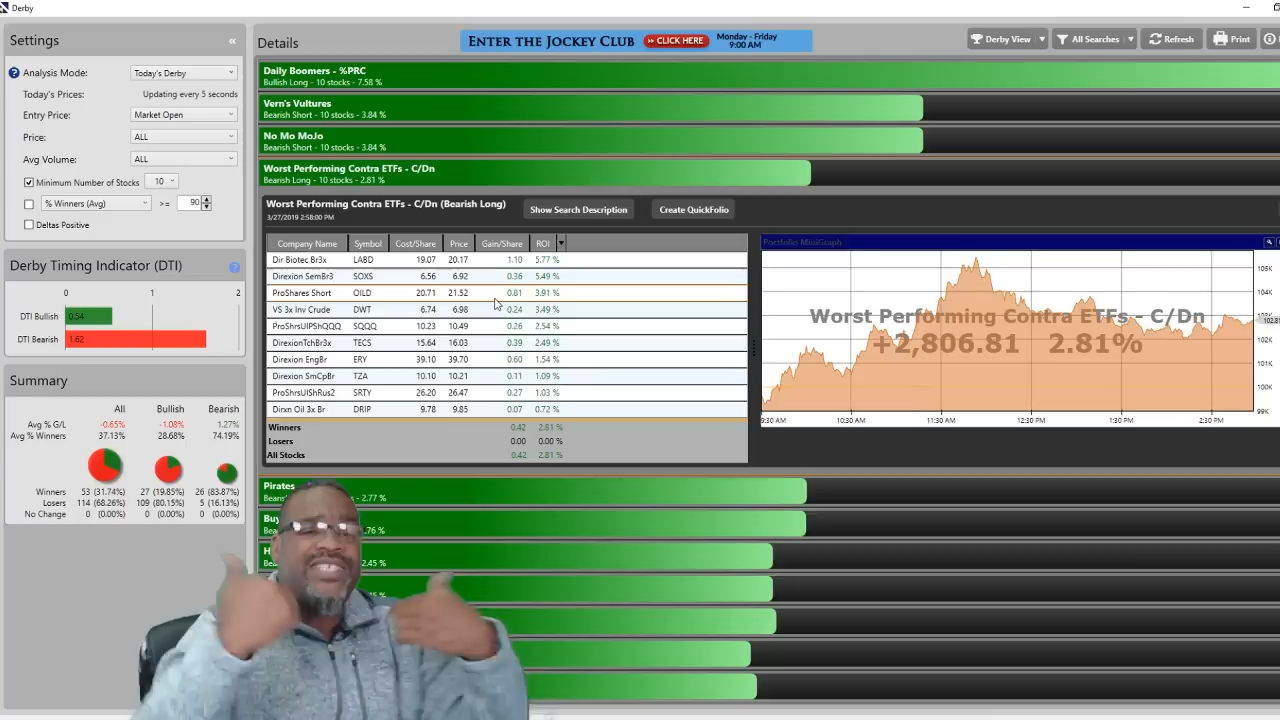 Derby
Settings «
? Analysis Mode: Today's Derby
Today's Prices: Updating every 5 seconds
Entry Price: Market Open
Price: ALL
Avg Volume: ALL
Minimum Number of Stocks 10
% Winners (Avg) >= 90
Deltas Positive
Derby Timing Indicator (DTI) ?
0 1 2
DTI Bullish 0.54
DTI Bearish 1.62
Summary
All Bullish Bearish
Avg % G/L -0.65% -1.08% 1.27%
Avg % Winners 37.13% 28.68% 74.19%
Winners 53 (31.74%) 27 (19.85%) 26 (83.87%)
Losers 114 (68.26%) 109 (80.15%) 5 (16.13%)
No Change 0 (0.00%) 0 (0.00%) 0 (0.00%)
Details
ENTER THE JOCKEY CLUB ›› CLICK HERE Monday - Friday
9:00 AM
Derby View All Searches Refresh Print
Daily Boomers - %PRC
Bullish Long - 10 stocks - 7.58 %
Vern's Vultures
Bearish Short - 10 stocks - 3.84 %
No Mo MoJo
Bearish Short - 10 stocks - 3.84 %
Worst Performing Contra ETFs - C/Dn
Bearish Long - 10 stocks - 2.81 %
Worst Performing Contra ETFs - C/Dn (Bearish Long) Show Search Description Create QuickFolio
3/27/2019 2:58:00 PM
Company Name Symbol Cost/Share Price Gain/Share ROI
Dir Biotec Br3x LABD 19.07 20.17 1.10 5.77 %
Direxion SemBr3 SOXS 6.56 6.92 0.36 5.49 %
ProShares Short OILD 20.71 21.52 0.81 3.91 %
VS 3x Inv Crude DWT 6.74 6.98 0.24 3.49 %
ProShrsUlPShQQQ SQQQ 10.23 10.49 0.26 2.54 %
DirexionTchBr3x TECS 15.64 16.03 0.39 2.49 %
Direxion EngBr ERY 39.10 39.70 0.60 1.54 %
Direxion SmCpBr TZA 10.10 10.21 0.11 1.09 %
ProShrsUlShRus2 SRTY 26.20 26.47 0.27 1.03 %
Dirxn Oil 3x Br DRIP 9.78 9.85 0.07 0.72 %
Winners 0.42 2.81 %
Losers 0.00 0.00 %
All Stocks 0.42 2.81 %
Portfolio MiniGraph
Worst Performing Contra ETFs - C/Dn
+2,806.81 2.81%
105K
104K
103K
102.8
102K
101K
100K
99K
9:30 AM 10:30 AM 11:30 AM 12:30 PM 1:30 PM 2:30 PM
Pirates
- 2.77 %
Buy
.76 %
H
2.45 %